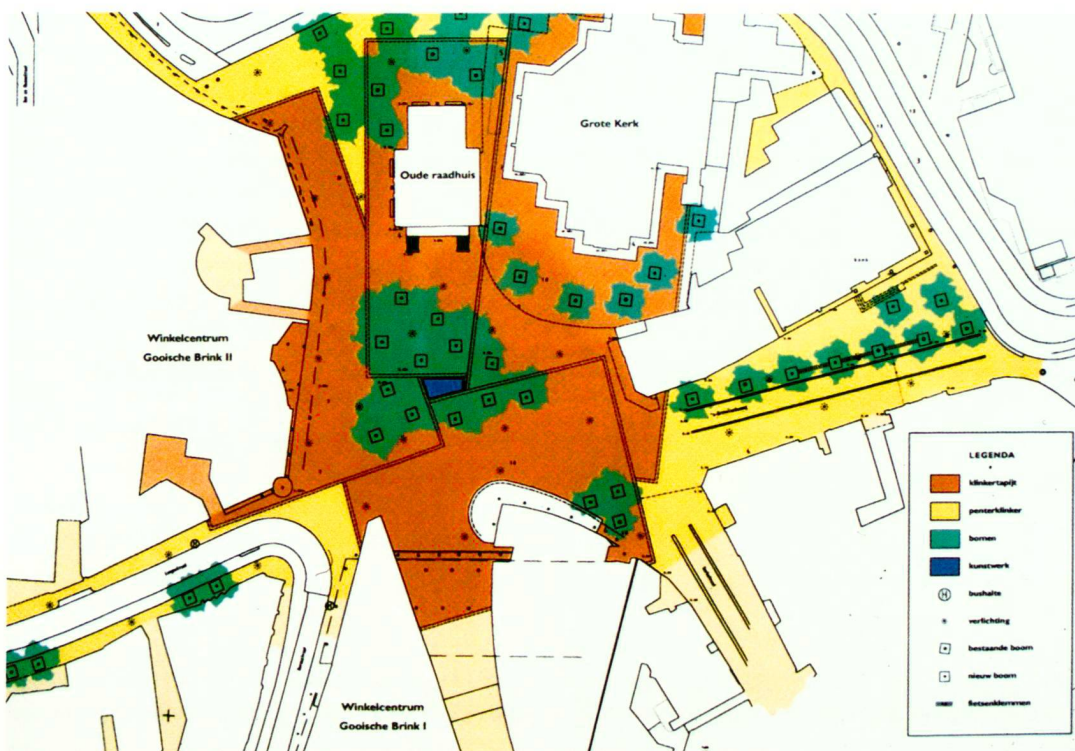 Grote Kerk
Oude raadhuis
Winkelcentrum
Gooische Brink II
Winkelcentrum
Gooische Brink I
LEGENDA
klinkertapijt
penterklinker
bomen
kunstwerk
bushalte
verlichting
bestaande boom
nieuw boom
fietsenklemmen